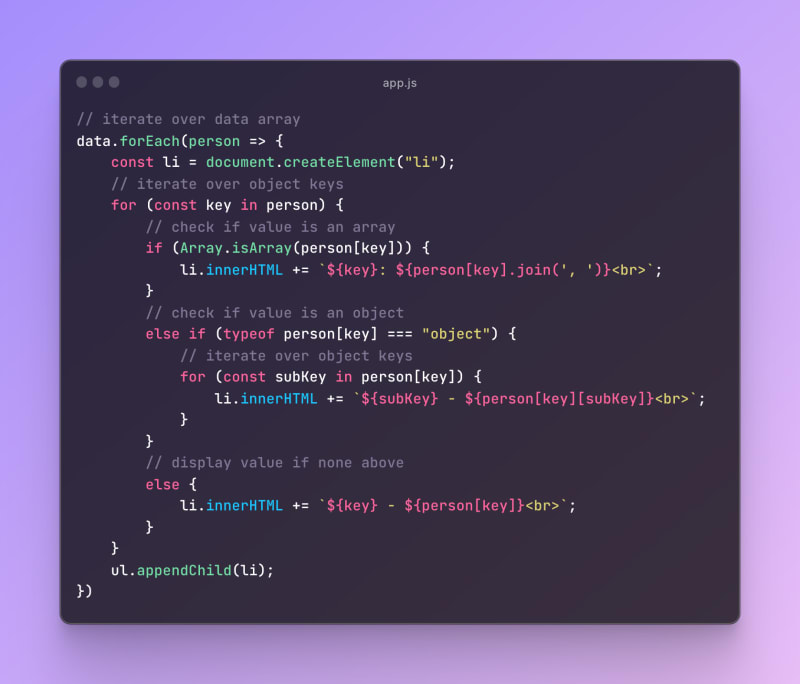 app.js
// iterate over data array
data.forEach(person => {
    const li = document.createElement("li");
    // iterate over object keys
    for (const key in person) {
        // check if value is an array
        if (Array.isArray(person[key])) {
            li.innerHTML += `${key}: ${person[key].join(', ')}<br>`;
        }
        // check if value is an object
        else if (typeof person[key] === "object") {
            // iterate over object keys
            for (const subKey in person[key]) {
                li.innerHTML += `${subKey} - ${person[key][subKey]}<br>`;
            }
        }
        // display value if none above
        else {
            li.innerHTML += `${key} - ${person[key]}<br>`;
        }
    }
    ul.appendChild(li);
})